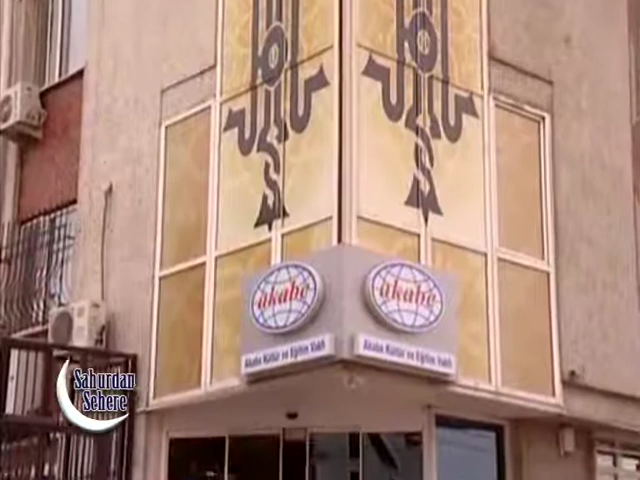 akabe
akabe
Akabe Kültür ve Eğitim Vakfı
Akabe Kültür ve Eğitim Vakfı
Sahurdan
Sehere